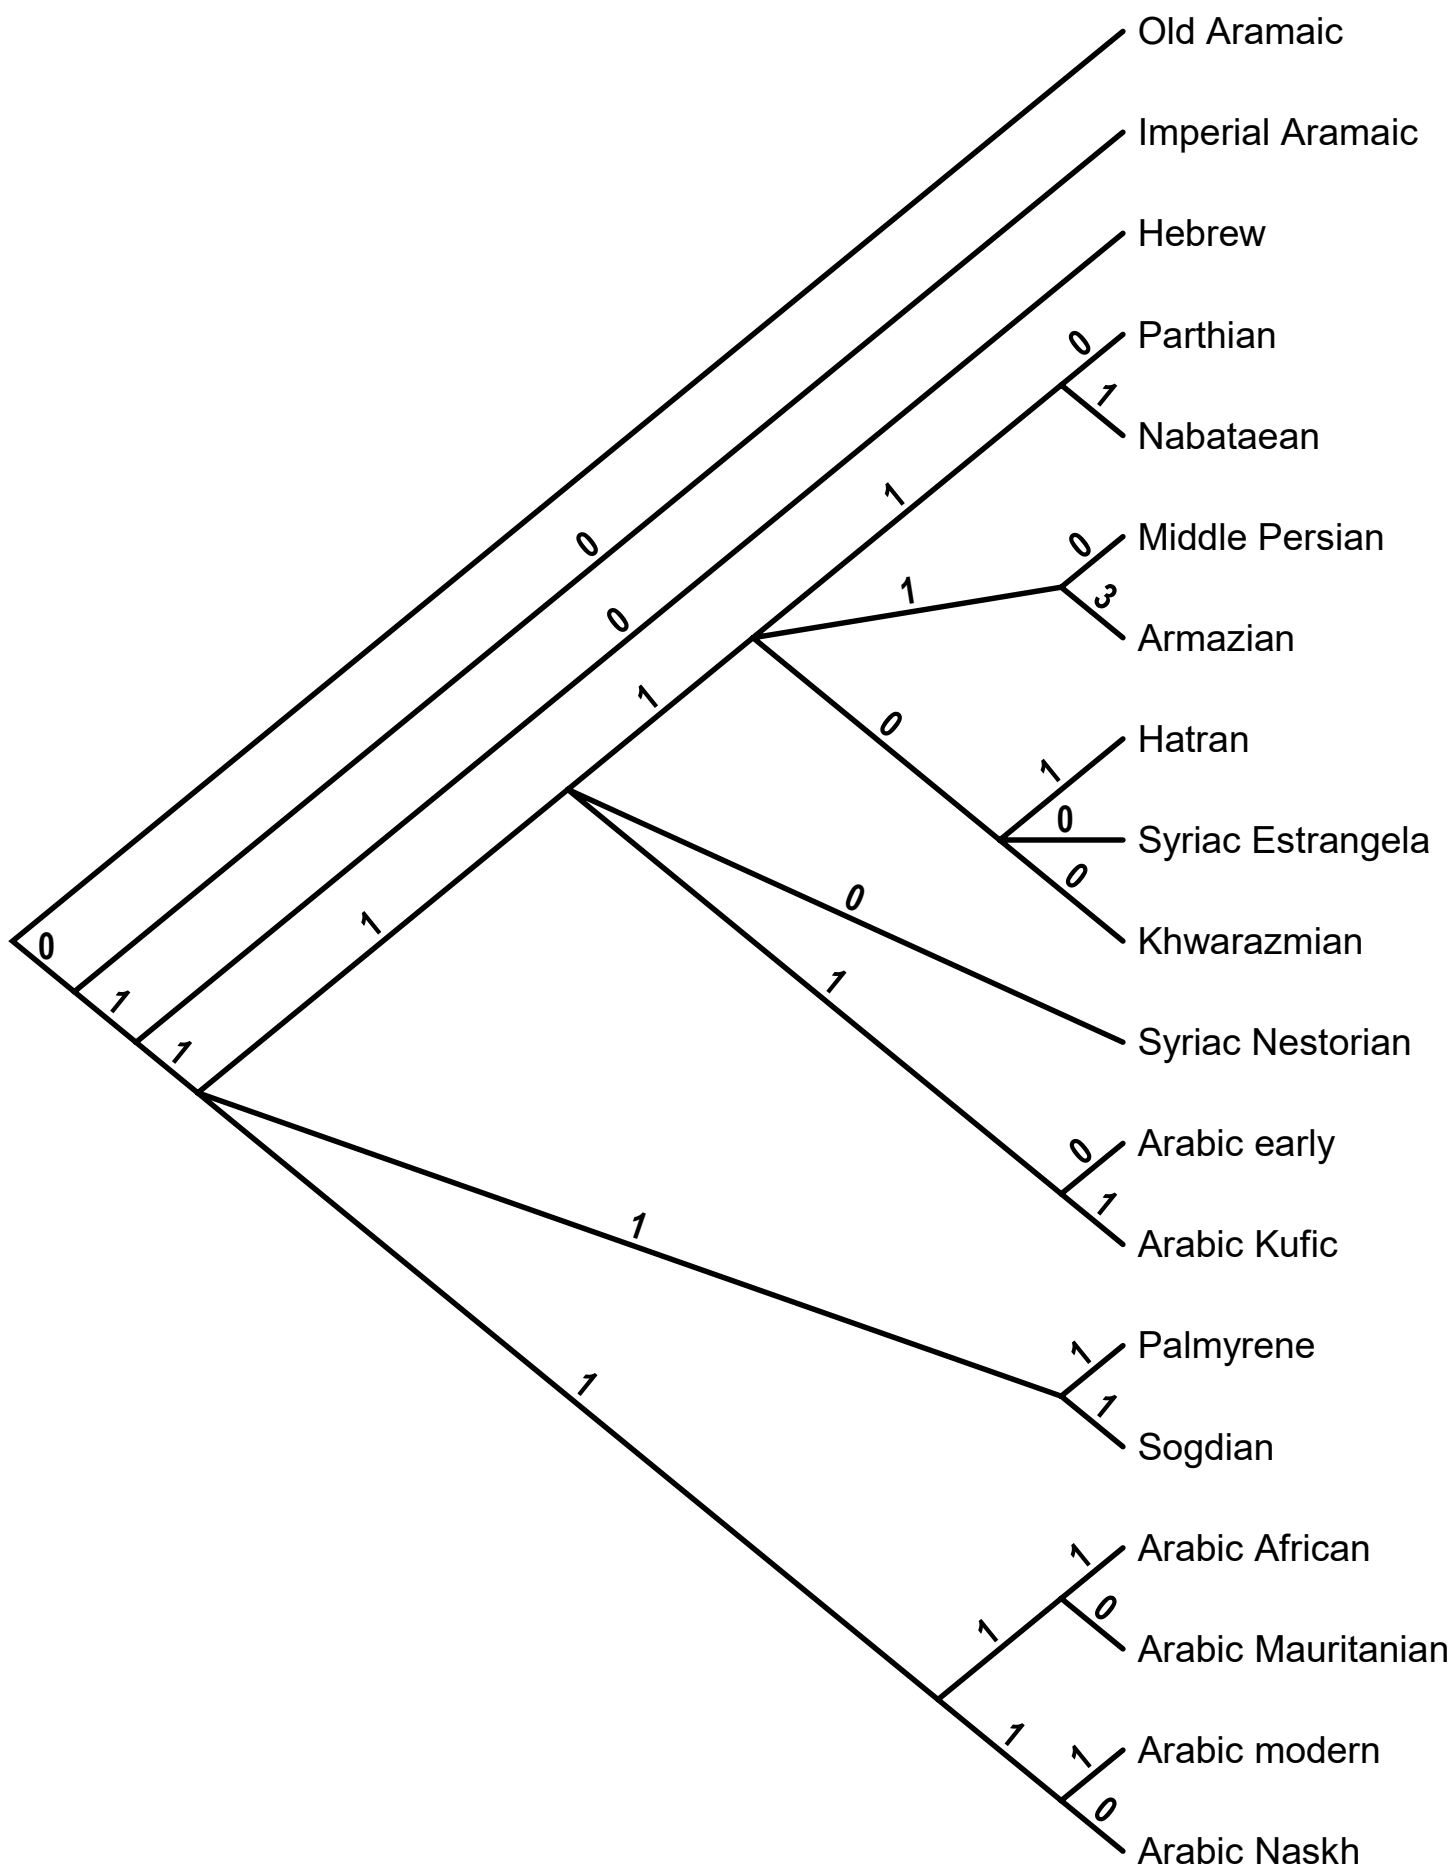 Old Aramaic
Imperial Aramaic
Hebrew
0
Parthian
1
Nabataean
1
0
Middle Persian
0
1
3
Armazian
0
1
0
Hatran
1
0
Syriac Estrangela
0
0
Khwarazmian
1
0
1
Syriac Nestorian
1
1
0
Arabic early
1
Arabic Kufic
1
1
Palmyrene
1
1
Sogdian
1
Arabic African
1
0
Arabic Mauritanian
1
1
Arabic modern
0
Arabic Naskh